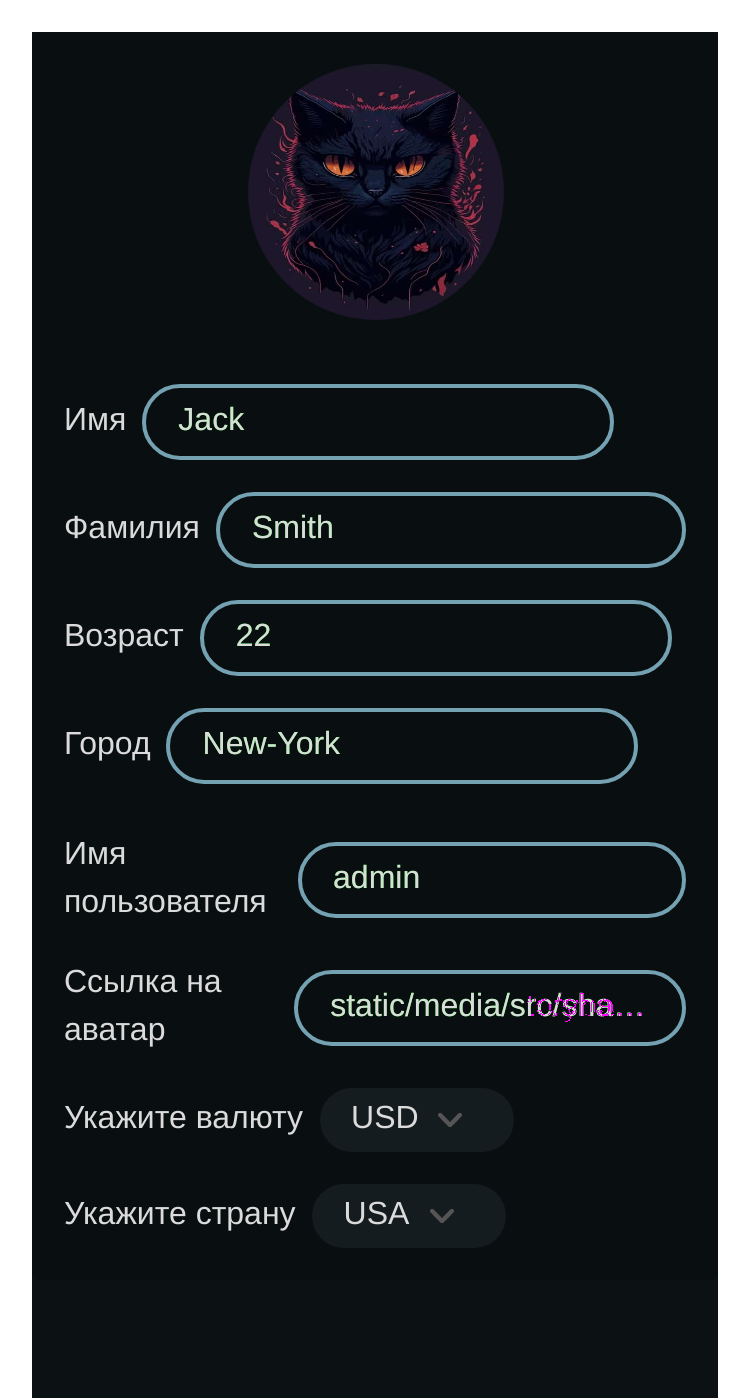 Имя Jack
Фамилия Smith
Возраст 22
Город New-York
Имя
пользователя admin
Ссылка на
аватар static/media/src/sha...
Укажите валюту USD
Укажите страну USA